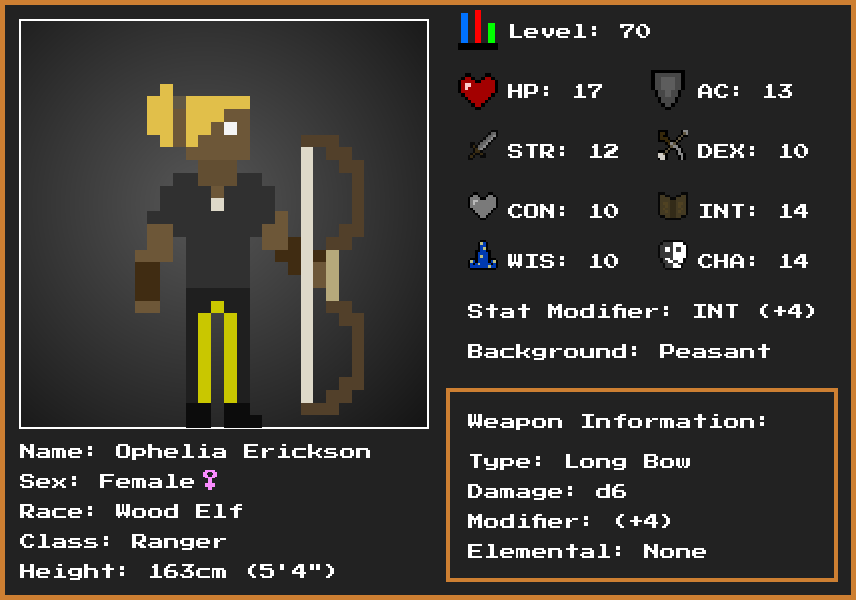 Level: 70
HP: 17 AC: 13
STR: 12 DEX: 10
CON: 10 INT: 14
WIS: 10 CHA: 14
Stat Modifier: INT (+4)
Background: Peasant
Weapon Information:
Type: Long Bow
Damage: d6
Modifier: (+4)
Elemental: None
Name: Ophelia Erickson
Sex: Female♀
Race: Wood Elf
Class: Ranger
Height: 163cm (5'4")